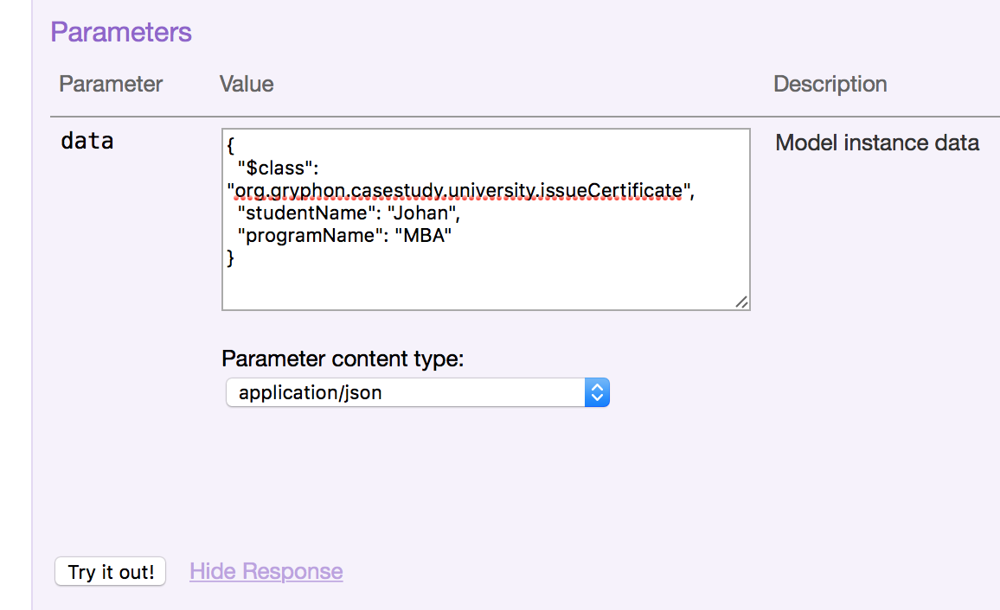 Parameters
Parameter Value Description
data
{
"$class":
"org.gryphon.casestudy.university.issueCertificate",
"studentName": "Johan",
"programName": "MBA"
}
Model instance data
Parameter content type:
application/json
Try it out! Hide Response